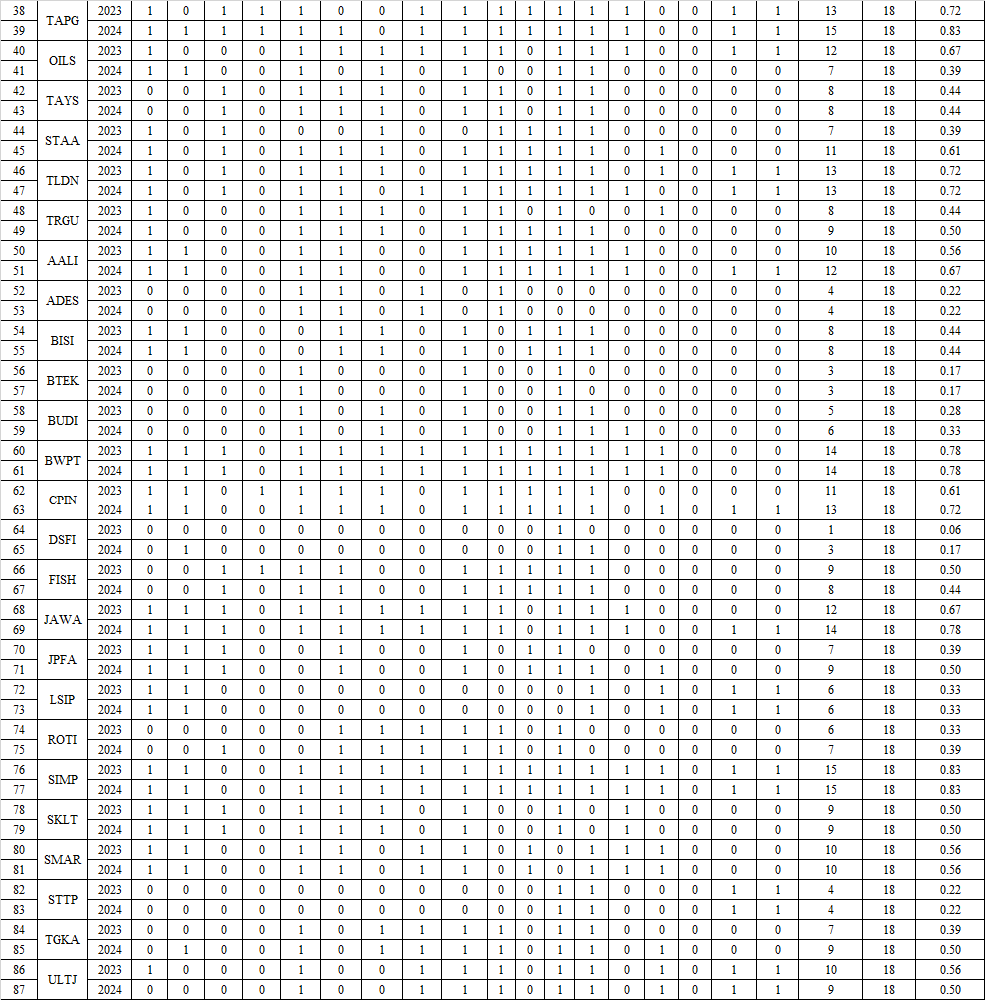 38 TAPG 2023 1 0 1 1 1 0 0 1 1 1 1 1 1 1 0 0 1 1 13 18 0.72
39 2024 1 1 1 1 1 1 0 1 1 1 1 1 1 1 0 0 1 1 15 18 0.83
40 OILS 2023 1 0 0 0 1 1 1 1 1 1 0 1 1 1 0 0 1 1 12 18 0.67
41 2024 1 1 0 0 1 0 1 0 1 0 0 1 1 0 0 0 0 0 7 18 0.39
42 TAYS 2023 0 0 1 0 1 1 1 0 1 1 0 1 1 0 0 0 0 0 8 18 0.44
43 2024 0 0 1 0 1 1 1 0 1 1 0 1 1 0 0 0 0 0 8 18 0.44
44 STAA 2023 1 0 1 0 0 0 1 0 0 1 1 1 1 0 0 0 0 0 7 18 0.39
45 2024 1 0 1 0 1 1 1 0 1 1 1 1 1 0 1 0 0 0 11 18 0.61
46 TLDN 2023 1 0 1 0 1 1 1 0 1 1 1 1 1 0 1 0 1 1 13 18 0.72
47 2024 1 0 1 0 1 1 0 1 1 1 1 1 1 1 0 0 1 1 13 18 0.72
48 TRGU 2023 1 0 0 0 1 1 1 0 1 1 0 1 0 0 1 0 0 0 8 18 0.44
49 2024 1 0 0 0 1 1 1 0 1 1 1 1 1 0 0 0 0 0 9 18 0.50
50 AALI 2023 1 1 0 0 1 1 0 0 1 1 1 1 1 1 0 0 0 0 10 18 0.56
51 2024 1 1 0 0 1 1 0 0 1 1 1 1 1 1 0 0 1 1 12 18 0.67
52 ADES 2023 0 0 0 0 1 1 0 1 0 1 0 0 0 0 0 0 0 0 4 18 0.22
53 2024 0 0 0 0 1 1 0 1 0 1 0 0 0 0 0 0 0 0 4 18 0.22
54 BISI 2023 1 1 0 0 0 1 1 0 1 0 1 1 1 0 0 0 0 0 8 18 0.44
55 2024 1 1 0 0 0 1 1 0 1 0 1 1 1 0 0 0 0 0 8 18 0.44
56 BTEK 2023 0 0 0 0 1 0 0 0 1 0 0 1 0 0 0 0 0 0 3 18 0.17
57 2024 0 0 0 0 1 0 0 0 1 0 0 1 0 0 0 0 0 0 3 18 0.17
58 BUDI 2023 0 0 0 0 1 0 1 0 1 0 0 1 1 0 0 0 0 0 5 18 0.28
59 2024 0 0 0 0 1 0 1 0 1 0 0 1 1 1 0 0 0 0 6 18 0.33
60 BWPT 2023 1 1 1 0 1 1 1 1 1 1 1 1 1 1 1 0 0 0 14 18 0.78
61 2024 1 1 1 0 1 1 1 1 1 1 1 1 1 1 1 0 0 0 14 18 0.78
62 CPIN 2023 1 1 0 1 1 1 1 0 1 1 1 1 1 0 0 0 0 0 11 18 0.61
63 2024 1 1 0 0 1 1 1 0 1 1 1 1 1 0 1 0 1 1 13 18 0.72
64 DSFI 2023 0 0 0 0 0 0 0 0 0 0 0 1 0 0 0 0 0 0 1 18 0.06
65 2024 0 1 0 0 0 0 0 0 0 0 0 1 1 0 0 0 0 0 3 18 0.17
66 FISH 2023 0 0 1 1 1 1 0 0 1 1 1 1 1 0 0 0 0 0 9 18 0.50
67 2024 0 0 1 0 1 1 0 0 1 1 1 1 1 0 0 0 0 0 8 18 0.44
68 JAWA 2023 1 1 1 0 1 1 1 1 1 1 0 1 1 1 0 0 0 0 12 18 0.67
69 2024 1 1 1 0 1 1 1 1 1 1 0 1 1 1 0 0 1 1 14 18 0.78
70 JPFA 2023 1 1 1 0 0 1 0 0 1 0 1 1 0 0 0 0 0 0 7 18 0.39
71 2024 1 1 1 0 0 1 0 0 1 0 1 1 1 0 1 0 0 0 9 18 0.50
72 LSIP 2023 1 1 0 0 0 0 0 0 0 0 0 0 1 0 1 0 1 1 6 18 0.33
73 2024 1 1 0 0 0 0 0 0 0 0 0 0 1 0 1 0 1 1 6 18 0.33
74 ROTI 2023 0 0 0 0 0 1 1 1 1 1 0 1 0 0 0 0 0 0 6 18 0.33
75 2024 0 0 1 0 0 1 1 1 1 1 0 1 0 0 0 0 0 0 7 18 0.39
76 SIMP 2023 1 1 0 0 1 1 1 1 1 1 1 1 1 1 1 0 1 1 15 18 0.83
77 2024 1 1 0 0 1 1 1 1 1 1 1 1 1 1 1 0 1 1 15 18 0.83
78 SKLT 2023 1 1 1 0 1 1 1 0 1 0 0 1 0 1 0 0 0 0 9 18 0.50
79 2024 1 1 1 0 1 1 1 0 1 0 0 1 0 1 0 0 0 0 9 18 0.50
80 SMAR 2023 1 1 0 0 1 1 0 1 1 0 1 0 1 1 1 0 0 0 10 18 0.56
81 2024 1 1 0 0 1 1 0 1 1 0 1 0 1 1 1 0 0 0 10 18 0.56
82 STTP 2023 0 0 0 0 0 0 0 0 0 0 0 1 1 0 0 0 1 1 4 18 0.22
83 2024 0 0 0 0 0 0 0 0 0 0 0 1 1 0 0 0 1 1 4 18 0.22
84 TGKA 2023 0 0 0 0 1 0 1 1 1 1 0 1 1 0 0 0 0 0 7 18 0.39
85 2024 0 1 0 0 1 0 1 1 1 1 0 1 1 0 1 0 0 0 9 18 0.50
86 ULTJ 2023 1 0 0 0 1 0 0 1 1 1 0 1 1 0 1 0 1 1 10 18 0.56
87 2024 0 0 0 0 1 0 0 1 1 1 0 1 1 0 1 0 1 1 9 18 0.50